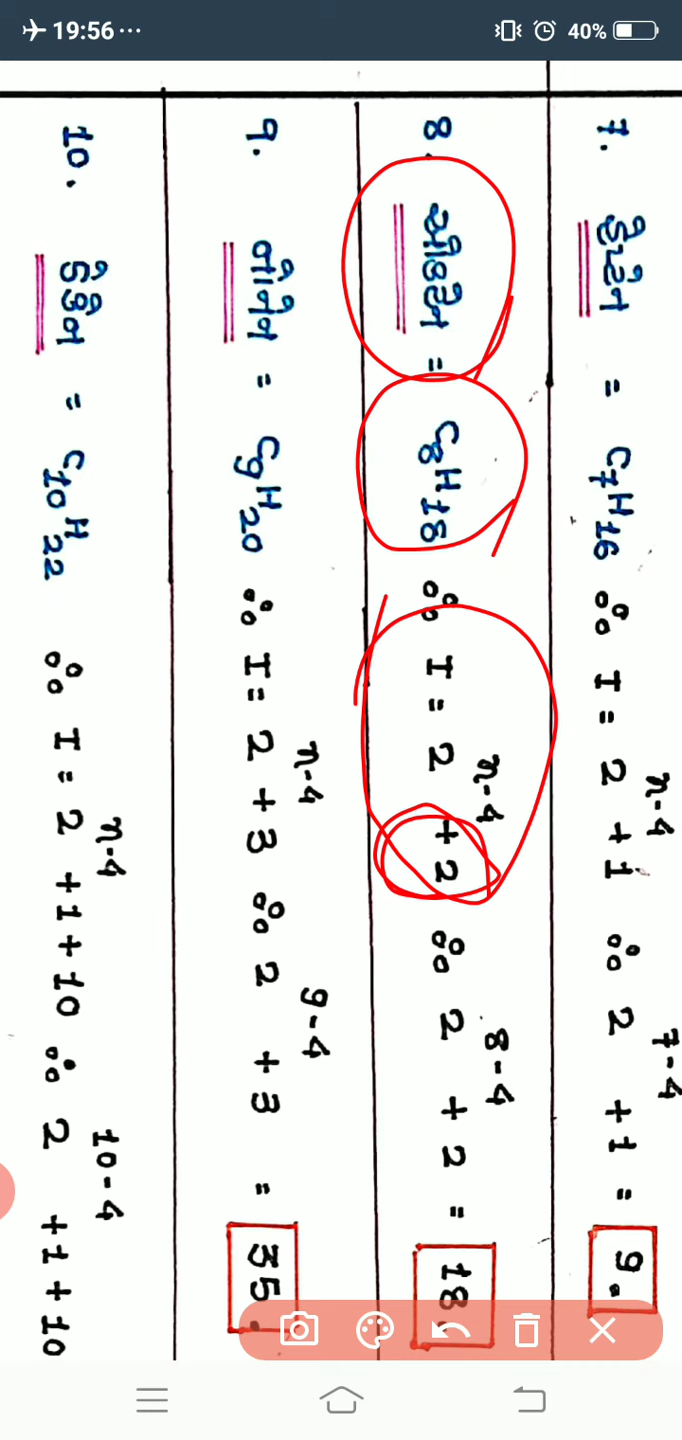 19:56 ...
40%
7. હેપ્ટેન = C7H16 ∴ I = 2^n-4 + 1 ∴ 2^7-4 + 1 = 9.
8. ઓક્ટેન = C8H18 ∴ I = 2^n-4 + 2 ∴ 2^8-4 + 2 = 18.
9. નોનેન = C9H20 ∴ I = 2^n-4 + 3 ∴ 2^9-4 + 3 = 35.
10. ડેકેન = C10H22 ∴ I = 2^n-4 + 1 + 10 ∴ 2^10-4 + 1 + 10